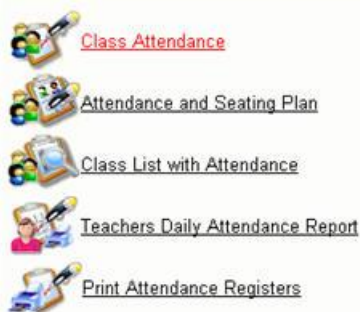 Class Attendance
Attendance and Seating Plan
Class List with Attendance
Teachers Daily Attendance Report
Print Attendance Registers